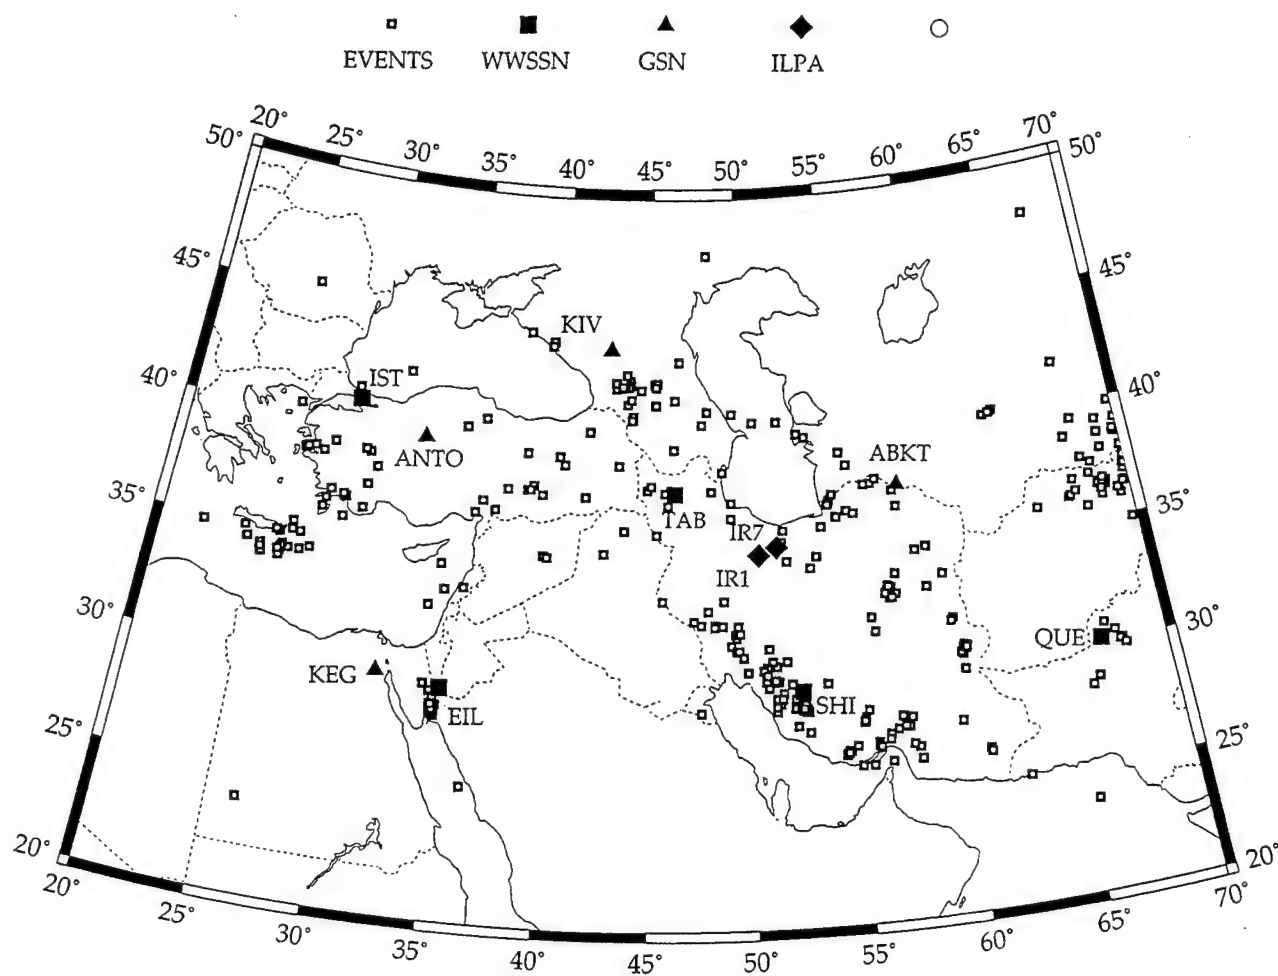 EVENTS WWSSN GSN ILPA
20° 25° 30° 35° 40° 45° 50° 55° 60° 65° 70°
50° 50°
45° 45°
KIV
IST
40° 40°
ANTO ABKT
35° 35°
TAB
IR7
IR1
30° 30°
QUE
KEG
EIL SHI
25° 25°
20° 20°
20° 25° 30° 35° 40° 45° 50° 55° 60° 65° 70°